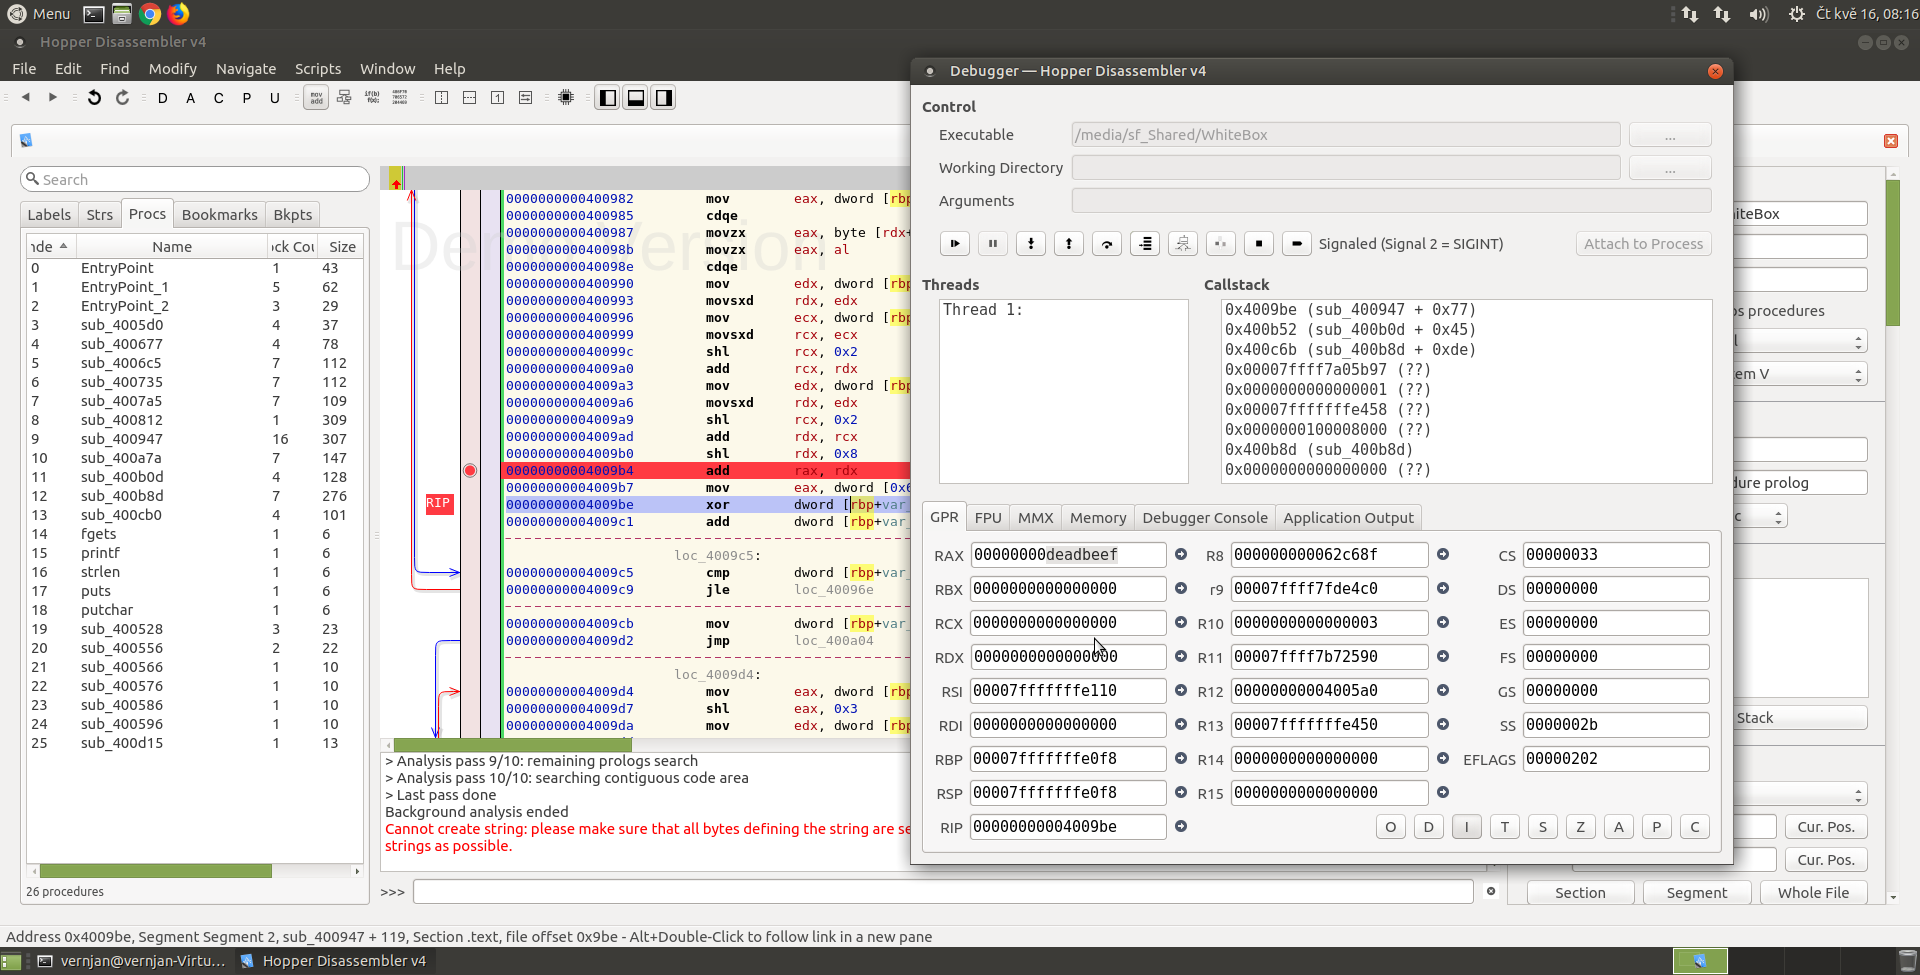 Menu
Čt kvě 16, 08:16
Hopper Disassembler v4
File Edit Find Modify Navigate Scripts Window Help
D A C P U
Search
Labels Strs Procs Bookmarks Bkpts
Name Size
0 EntryPoint 1 43
1 EntryPoint_1 5 62
2 EntryPoint_2 3 29
3 sub_4005d0 4 37
4 sub_400677 4 78
5 sub_4006c5 7 112
6 sub_400735 7 112
7 sub_4007a5 7 109
8 sub_400812 1 309
9 sub_400947 16 307
10 sub_400a7a 7 147
11 sub_400b0d 4 128
12 sub_400b8d 7 276
13 sub_400cb0 4 101
14 fgets 1 6
15 printf 1 6
16 strlen 1 6
17 puts 1 6
18 putchar 1 6
19 sub_400528 3 23
20 sub_400556 2 22
21 sub_400566 1 10
22 sub_400576 1 10
23 sub_400586 1 10
24 sub_400596 1 10
25 sub_400d15 1 13
26 procedures
Demo Version
RIP
0000000000400982 mov eax, dword [rbp
0000000000400985 cdqe
0000000000400987 movzx eax, byte [rdx+
000000000040098b movzx eax, al
000000000040098e cdqe
0000000000400990 mov edx, dword [rbp
0000000000400993 movsxd rdx, edx
0000000000400996 mov ecx, dword [rbp
0000000000400999 movsxd rcx, ecx
000000000040099c shl rcx, 0x2
00000000004009a0 add rcx, rdx
00000000004009a3 mov edx, dword [rbp
00000000004009a6 movsxd rdx, edx
00000000004009a9 shl rcx, 0x2
00000000004009ad add rdx, rcx
00000000004009b0 shl rdx, 0x8
00000000004009b4 add rax, rdx
00000000004009b7 mov eax, dword [0x6
00000000004009be xor dword [rbp+var_
00000000004009c1 add dword [rbp+var_
loc_4009c5:
00000000004009c5 cmp dword [rbp+var_
00000000004009c9 jle loc_40096e
00000000004009cb mov dword [rbp+var_
00000000004009d2 jmp loc_400a04
loc_4009d4:
00000000004009d4 mov eax, dword [rbp
00000000004009d7 shl eax, 0x3
00000000004009da mov edx, dword [rbp
> Analysis pass 9/10: remaining prologs search
> Analysis pass 10/10: searching contiguous code area
> Last pass done
Background analysis ended
Cannot create string: please make sure that all bytes defining the string are se
strings as possible.
>>>
Debugger — Hopper Disassembler v4
Control
Executable /media/sf_Shared/WhiteBox ...
Working Directory ...
Arguments
Signaled (Signal 2 = SIGINT) Attach to Process
Threads
Thread 1:
Callstack
0x4009be (sub_400947 + 0x77)
0x400b52 (sub_400b0d + 0x45)
0x400c6b (sub_400b8d + 0xde)
0x00007ffff7a05b97 (??)
0x0000000000000001 (??)
0x00007fffffffe458 (??)
0x0000000100008000 (??)
0x400b8d (sub_400b8d)
0x0000000000000000 (??)
GPR FPU MMX Memory Debugger Console Application Output
RAX 00000000deadbeef R8 000000000062c68f CS 00000033
RBX 0000000000000000 r9 00007ffff7fde4c0 DS 00000000
RCX 0000000000000000 R10 0000000000000003 ES 00000000
RDX 0000000000000000 R11 00007ffff7b72590 FS 00000000
RSI 00007fffffffe110 R12 00000000004005a0 GS 00000000
RDI 0000000000000000 R13 00007fffffffe450 SS 0000002b
RBP 00007fffffffe0f8 R14 0000000000000000 EFLAGS 00000202
RSP 00007fffffffe0f8 R15 0000000000000000
RIP 00000000004009be O D I T S Z A P C
iteBox
s procedures
em V
ure prolog
Stack
Cur. Pos.
Cur. Pos.
Section Segment Whole File
Address 0x4009be, Segment Segment 2, sub_400947 + 119, Section .text, file offset 0x9be - Alt+Double-Click to follow link in a new pane
vernjan@vernjan-Virtu... Hopper Disassembler v4